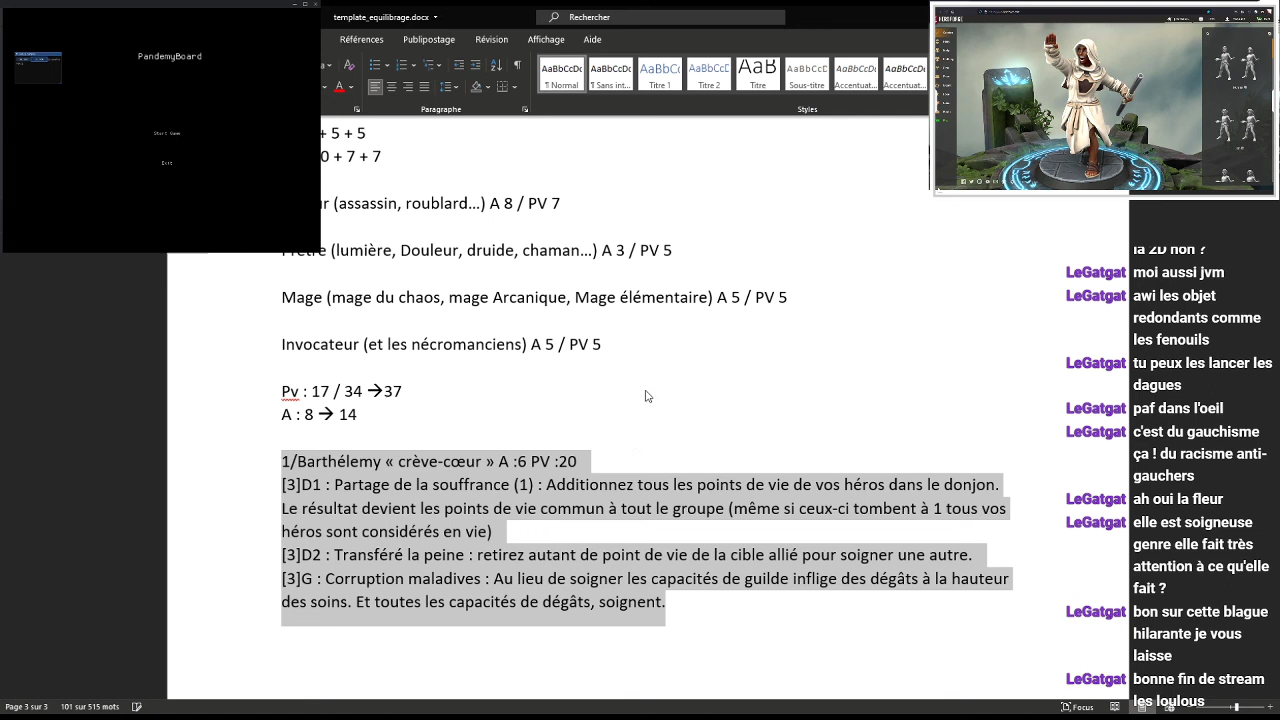 template_equilibrage.docx
Rechercher
PandemyBoard
Start Game
Exit
Références
Publipostage
Révision
Affichage
Aide
AaBbCcDc
AaBbCcDc
AaBbCc
AaBbCcC
AaB
AaBbCcC
AaBbCcDc
AaBbCcDc
¶ Normal
¶ Sans int...
Titre 1
Titre 2
Titre
Sous-titre
Accentuat...
Accentuat...
Paragraphe
Styles
HEROFORGE
+ 5 + 5
0 + 7 + 7
(assassin, roublard…) A 8 / PV 7
Prêtre (lumière, Douleur, druide, chaman…) A 3 / PV 5
Mage (mage du chaos, mage Arcanique, Mage élémentaire) A 5 / PV 5
Invocateur (et les nécromanciens) A 5 / PV 5
Pv : 17 / 34 →37
A : 8 → 14
1/Barthélemy « crève-cœur » A :6 PV :20
[3]D1 : Partage de la souffrance (1) : Additionnez tous les points de vie de vos héros dans le donjon.
Le résultat devient les points de vie commun à tout le groupe (même si ceux-ci tombent à 1 tous vos
héros sont considérés en vie)
[3]D2 : Transféré la peine : retirez autant de point de vie de la cible allié pour soigner une autre.
[3]G : Corruption maladives : Au lieu de soigner les capacités de guilde inflige des dégâts à la hauteur
des soins. Et toutes les capacités de dégâts, soignent.
la 2D non ?
LeGatgat moi aussi jvm
LeGatgat awi les objet
redondants comme
les fenouils
LeGatgat tu peux les lancer les
dagues
LeGatgat paf dans l'oeil
LeGatgat c'est du gauchisme
ça ! du racisme anti-
gauchers
LeGatgat ah oui la fleur
LeGatgat elle est soigneuse
genre elle fait très
attention à ce qu'elle
fait ?
LeGatgat bon sur cette blague
hilarante je vous
laisse
LeGatgat bonne fin de stream
les loulous
Page 3 sur 3
101 sur 515 mots
Focus